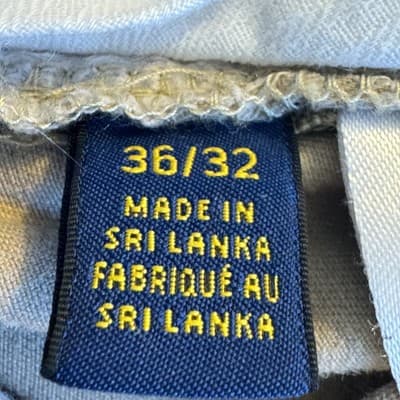 36/32
MADE IN
SRI LANKA
FABRIQUÉ AU
SRI LANKA